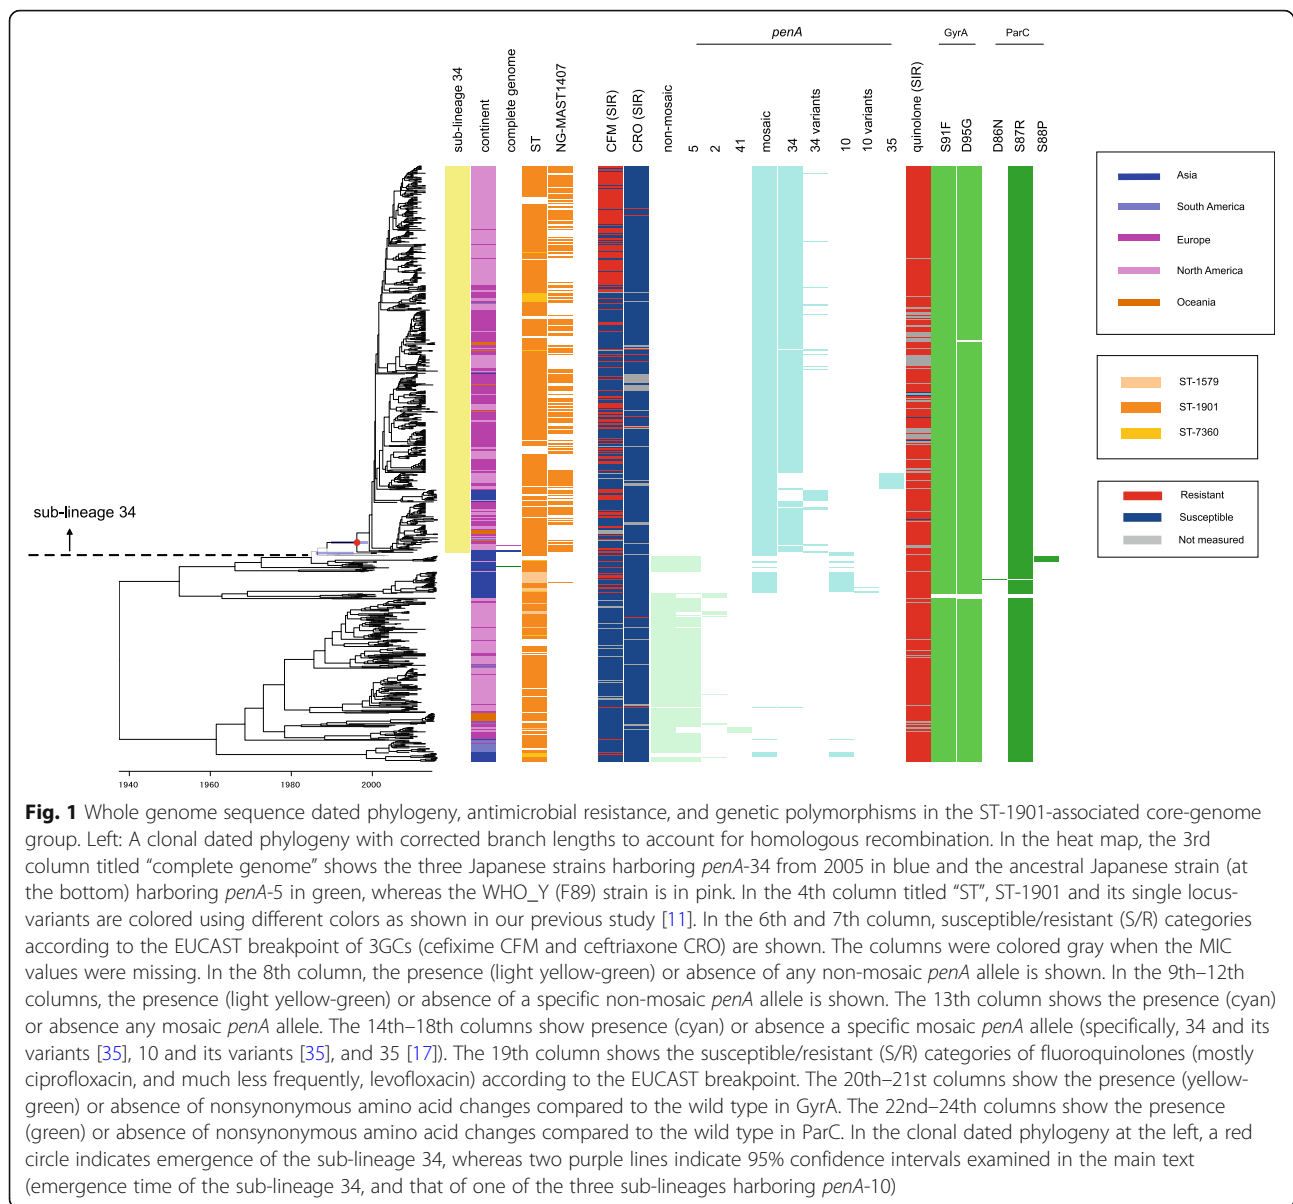 penA
GyrA
ParC
sub-lineage 34
continent
complete genome
ST
NG-MAST1407
CFM (SIR)
CRO (SIR)
non-mosaic
5
2
41
mosaic
34
34 variants
10
10 variants
35
quinolone (SIR)
S91F
D95G
D86N
S87R
S88P
Asia
South America
Europe
North America
Oceania
ST-1579
ST-1901
ST-7360
Resistant
Susceptible
Not measured
sub-lineage 34
1940
1960
1980
2000
Fig. 1 Whole genome sequence dated phylogeny, antimicrobial resistance, and genetic polymorphisms in the ST-1901-associated core-genome
group. Left: A clonal dated phylogeny with corrected branch lengths to account for homologous recombination. In the heat map, the 3rd
column titled “complete genome” shows the three Japanese strains harboring penA-34 from 2005 in blue and the ancestral Japanese strain (at
the bottom) harboring penA-5 in green, whereas the WHO_Y (F89) strain is in pink. In the 4th column titled “ST”, ST-1901 and its single locus-
variants are colored using different colors as shown in our previous study [11]. In the 6th and 7th column, susceptible/resistant (S/R) categories
according to the EUCAST breakpoint of 3GCs (cefixime CFM and ceftriaxone CRO) are shown. The columns were colored gray when the MIC
values were missing. In the 8th column, the presence (light yellow-green) or absence of any non-mosaic penA allele is shown. In the 9th–12th
columns, the presence (light yellow-green) or absence of a specific non-mosaic penA allele is shown. The 13th column shows the presence (cyan)
or absence any mosaic penA allele. The 14th–18th columns show presence (cyan) or absence a specific mosaic penA allele (specifically, 34 and its
variants [35], 10 and its variants [35], and 35 [17]). The 19th column shows the susceptible/resistant (S/R) categories of fluoroquinolones (mostly
ciprofloxacin, and much less frequently, levofloxacin) according to the EUCAST breakpoint. The 20th–21st columns show the presence (yellow-
green) or absence of nonsynonymous amino acid changes compared to the wild type in GyrA. The 22nd–24th columns show the presence
(green) or absence of nonsynonymous amino acid changes compared to the wild type in ParC. In the clonal dated phylogeny at the left, a red
circle indicates emergence of the sub-lineage 34, whereas two purple lines indicate 95% confidence intervals examined in the main text
(emergence time of the sub-lineage 34, and that of one of the three sub-lineages harboring penA-10)